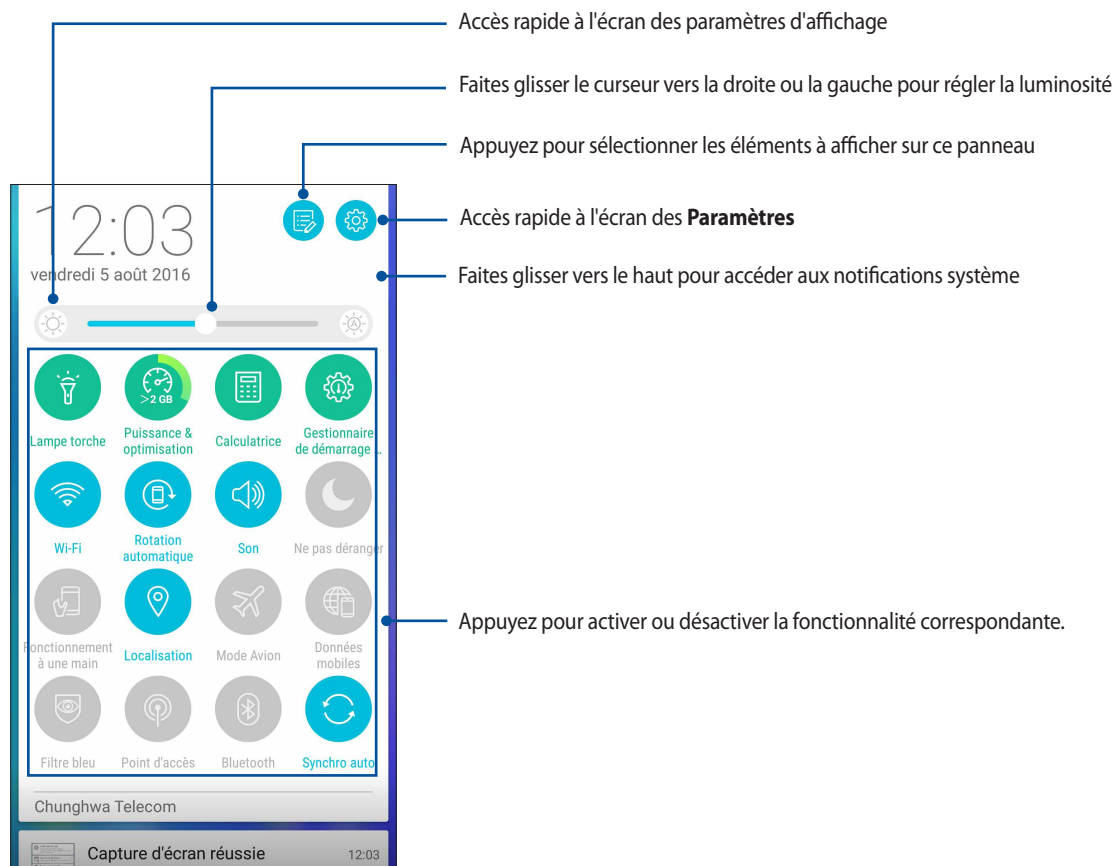 Accès rapide à l'écran des paramètres d'affichage
Faites glisser le curseur vers la droite ou la gauche pour régler la luminosité
Appuyez pour sélectionner les éléments à afficher sur ce panneau
12:03
Accès rapide à l'écran des Paramètres
vendredi 5 août 2016
Faites glisser vers le haut pour accéder aux notifications système
A
>2 GB
Lampe torche
Puissance &
optimisation
Calculatrice
Gestionnaire
de démarrage ..
Wi-Fi
Rotation
automatique
Son
Ne pas déranger
Appuyez pour activer ou désactiver la fonctionnalité correspondante.
Fonctionnement
à une main
Localisation
Mode Avion
Données
mobiles
Filtre bleu
Point d'accès
Bluetooth
Synchro auto
Chunghwa Telecom
Capture d'écran réussie
12:03